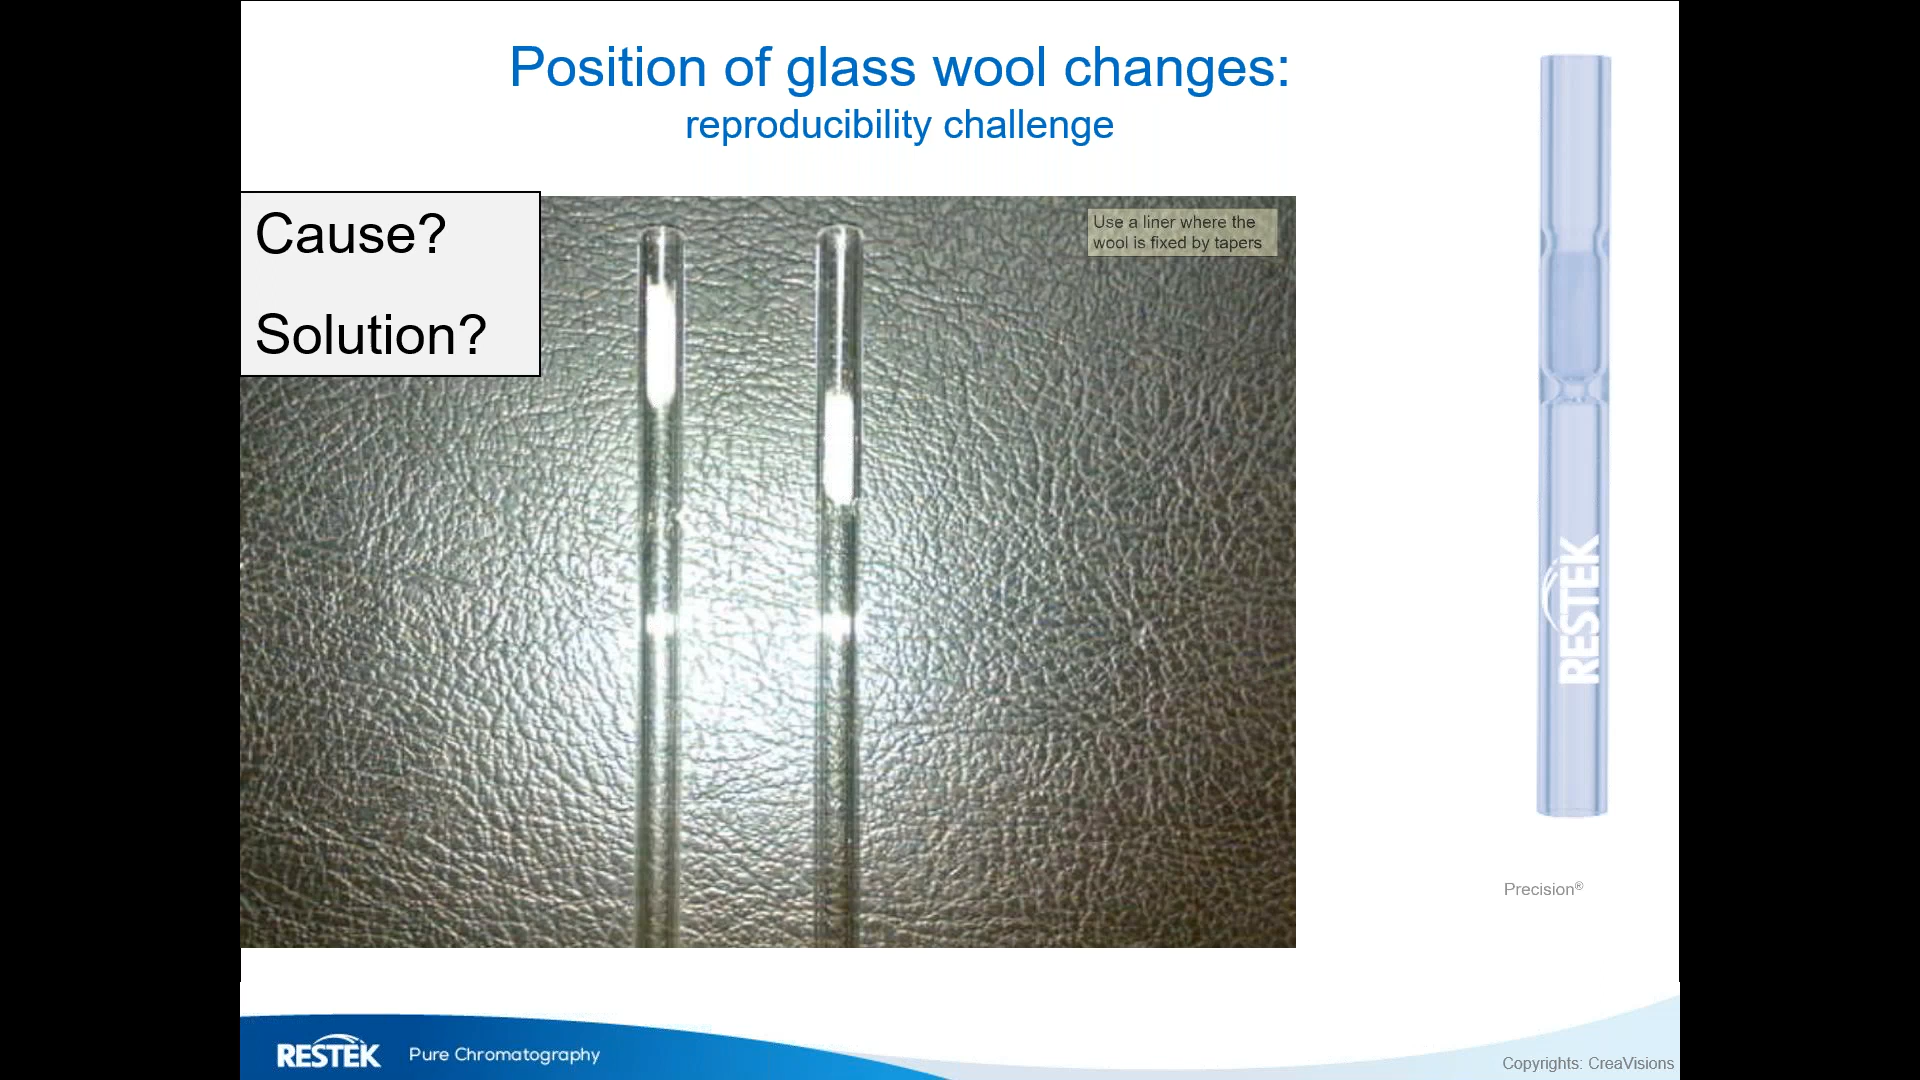 Position of glass wool changes:
reproducibility challenge
Cause?
Solution?
Use a liner where the
wool is fixed by tapers
RESTEK
Precision®
RESTEK Pure Chromatography
Copyrights: CreaVisions